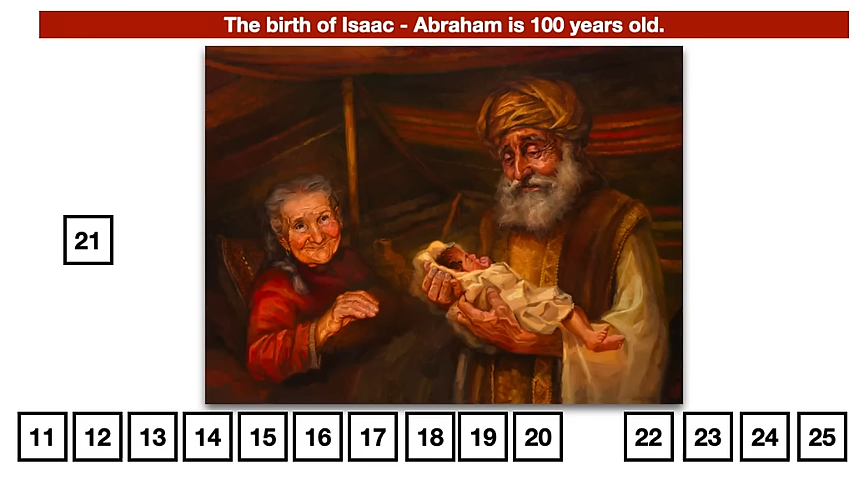 The birth of Isaac - Abraham is 100 years old.
21
11 12 13 14 15 16 17 18 19 20 22 23 24 25